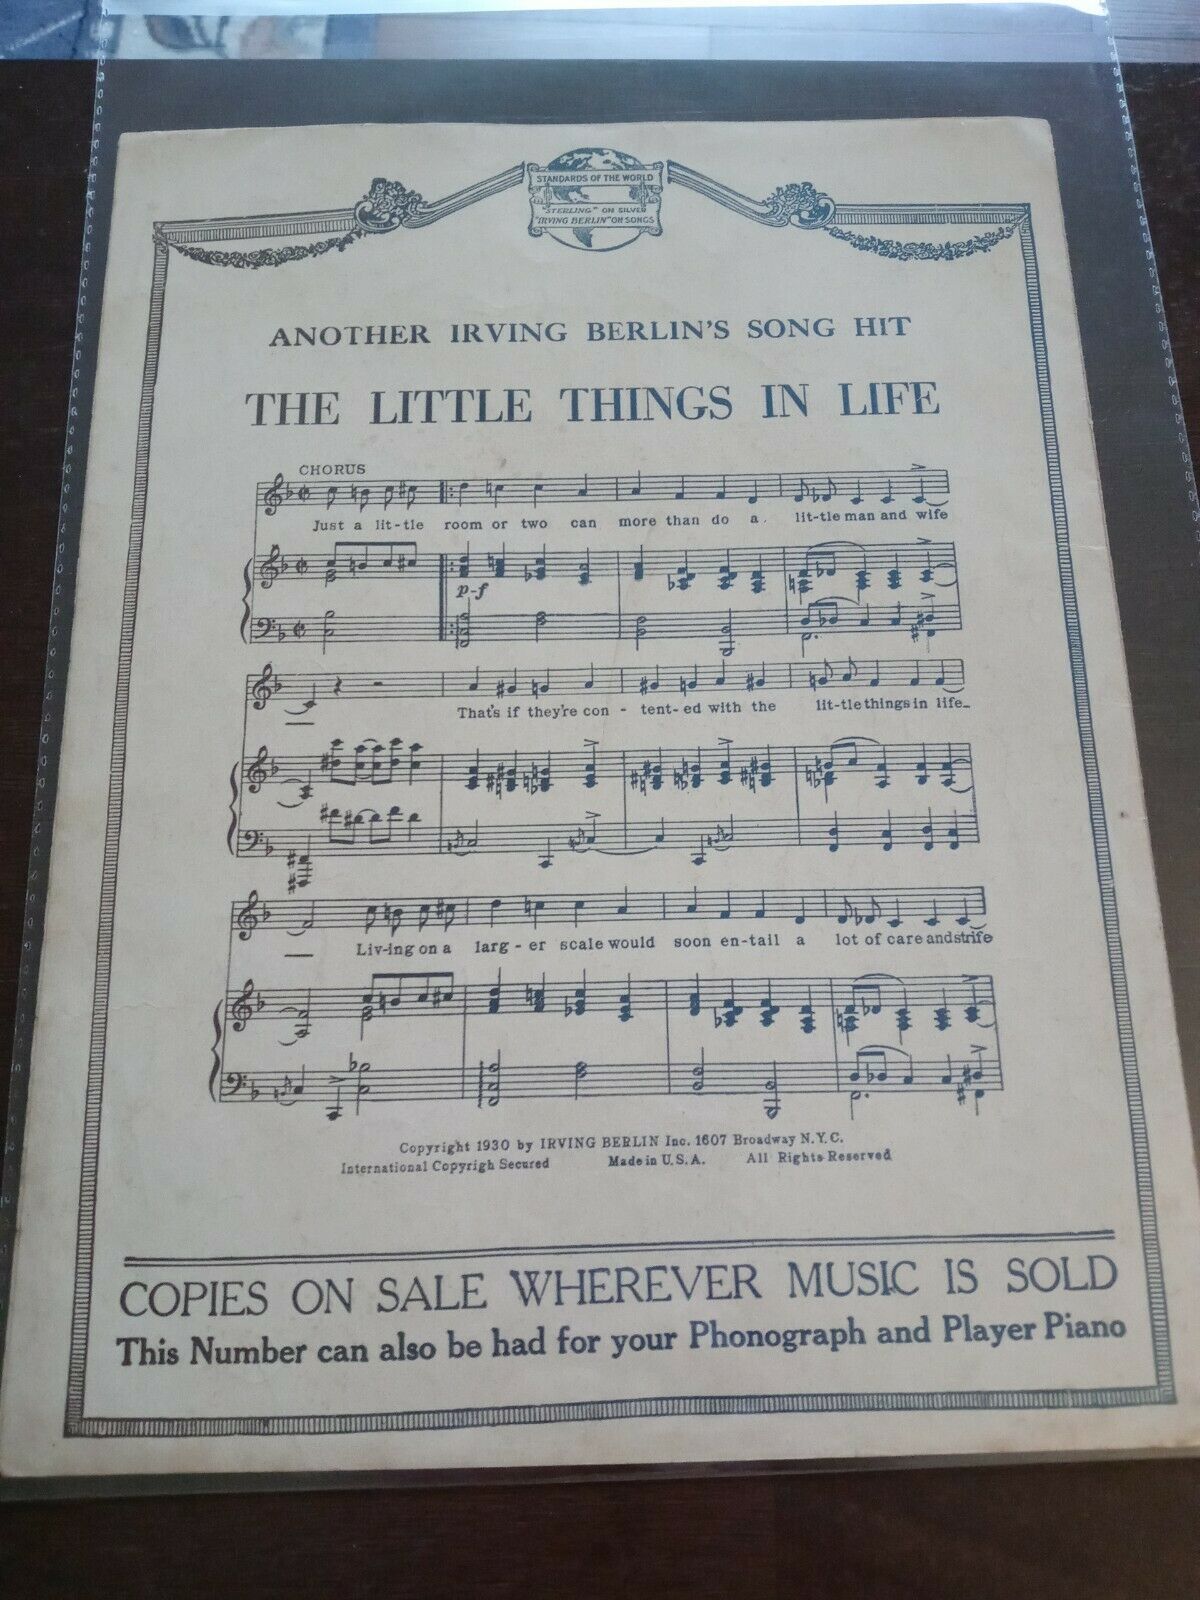 STANDARDS OF THE WORLD
"STERLING" ON SILVER
"IRVING BERLIN" ON SONGS
ANOTHER IRVING BERLIN'S SONG HIT
THE LITTLE THINGS IN LIFE
CHORUS
Just a lit-tle room or two can more than do a lit-tle man and wife
p-f
That's if they're con - tent-ed with the lit-tle things in life
Liv-ing on a larg-er scale would soon en-tail a lot of care and strife
Copyright 1930 by IRVING BERLIN Inc. 1607 Broadway N.Y.C.
International Copyrigh Secured Made in U.S.A. All Rights Reserved
COPIES ON SALE WHEREVER MUSIC IS SOLD
This Number can also be had for your Phonograph and Player Piano